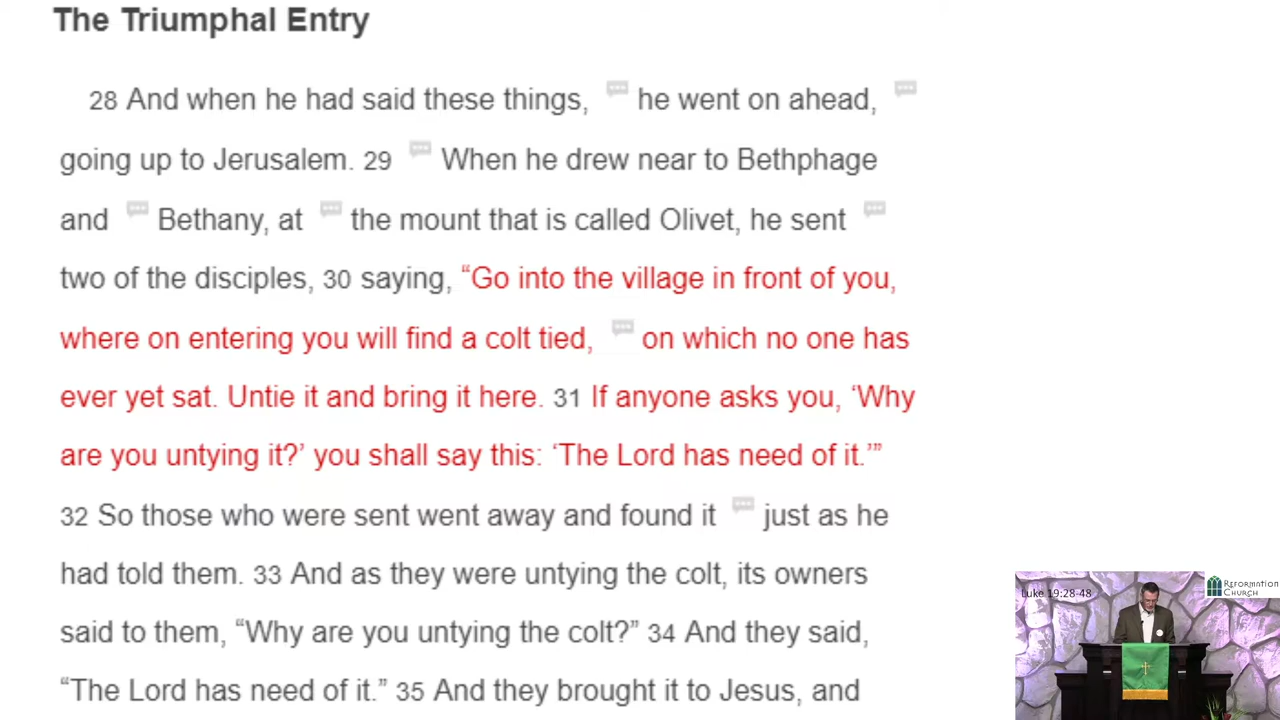 The Triumphal Entry
28 And when he had said these things, he went on ahead,
going up to Jerusalem. 29 When he drew near to Bethphage
and Bethany, at the mount that is called Olivet, he sent
two of the disciples, 30 saying, “Go into the village in front of you,
where on entering you will find a colt tied, on which no one has
ever yet sat. Untie it and bring it here. 31 If anyone asks you, ‘Why
are you untying it?’ you shall say this: ‘The Lord has need of it.’”
32 So those who were sent went away and found it just as he
had told them. 33 And as they were untying the colt, its owners
said to them, “Why are you untying the colt?” 34 And they said,
“The Lord has need of it.” 35 And they brought it to Jesus, and
Luke 19:28-48
Reformation
Church